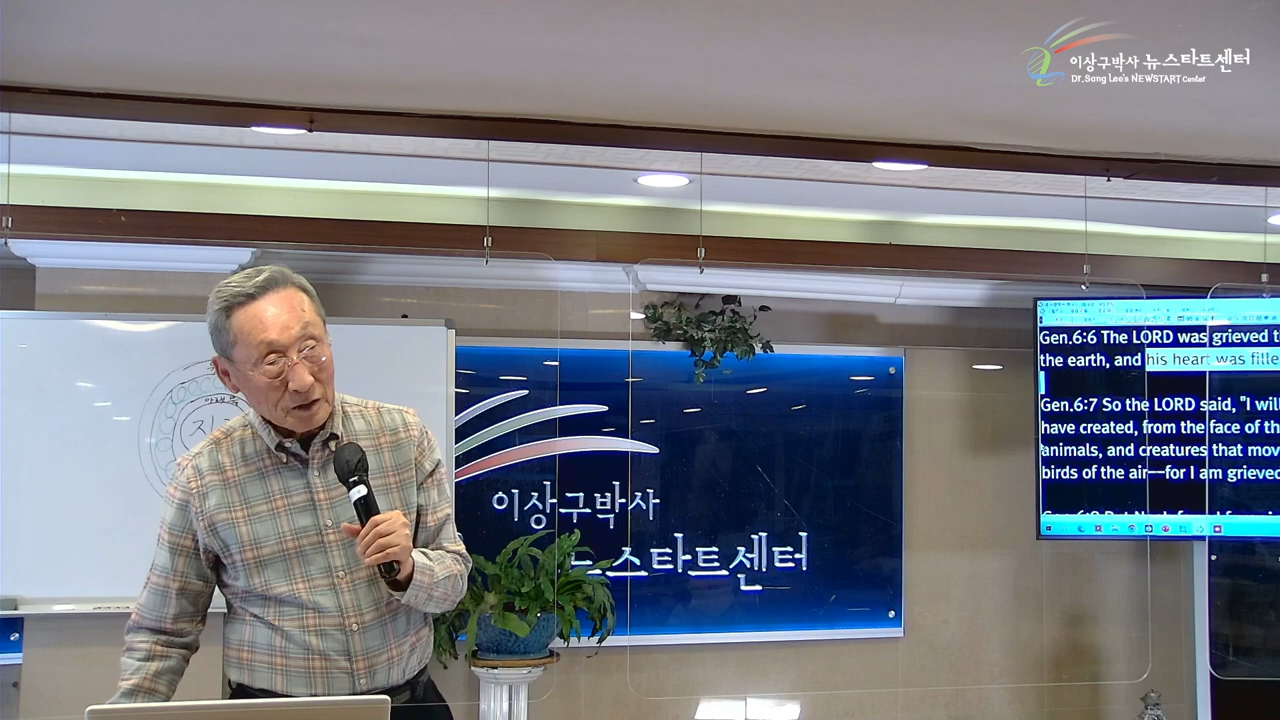 이상구박사 뉴스타트센터
Dr.Sang Lee's NEWSTART Center
이상구박사
뉴스타트센터
Gen.6:6 The LORD was grieved t
the earth, and his heart was fille
Gen.6:7 So the LORD said, "I will
have created, from the face of th
animals, and creatures that mov
birds of the air—for I am grieved